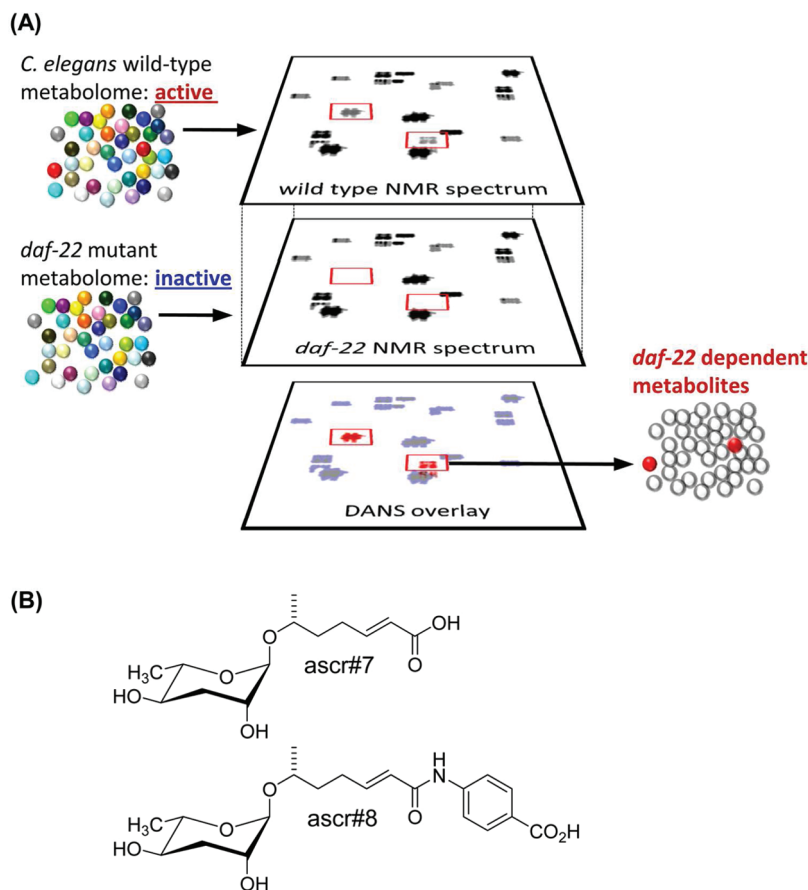 (A)
C. elegans wild-type
metabolome: active
wild type NMR spectrum
daf-22 mutant
metabolome: inactive
daf-22 NMR spectrum
daf-22 dependent
metabolites
DANS overlay
(B)
O
OH
O
H₃C
O
HO
OH
ascr#7
H
N
O
O
H₃C
O
HO
OH
ascr#8
CO₂H